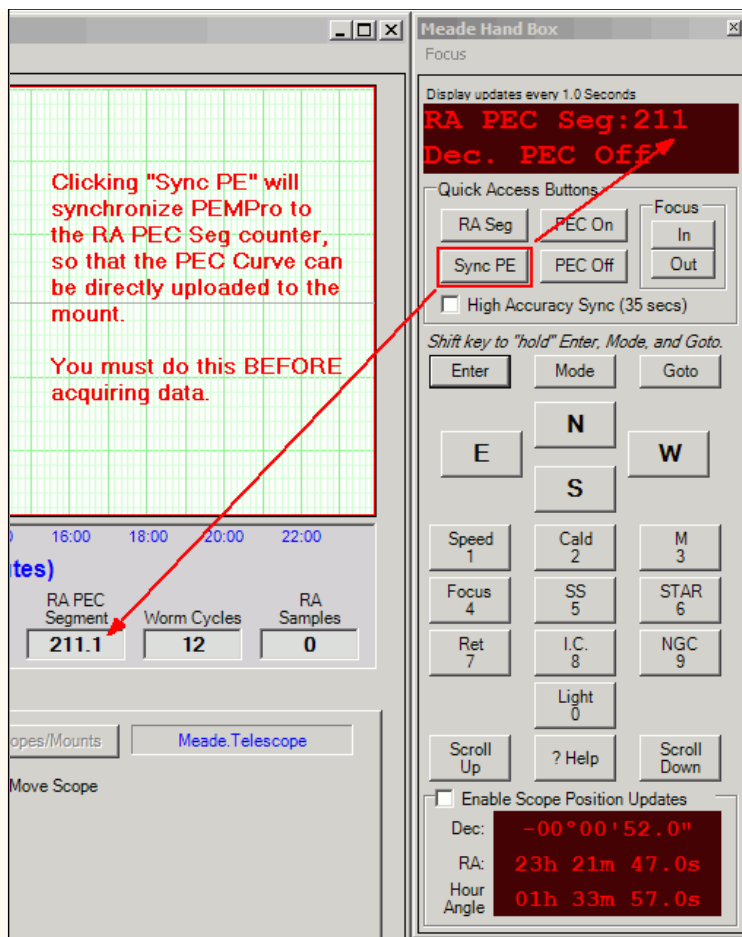 Clicking "Sync PE" will
synchronize PEMPro to
the RA PEC Seg counter,
so that the PEC Curve can
be directly uploaded to the
mount.
You must do this BEFORE
acquiring data.
16:00 18:00 20:00 22:00
tes)
RA PEC
Segment
Worm Cycles
RA
Samples
211.1 12 0
opes/Mounts Meade.Telescope
Move Scope
Meade Hand Box
Focus
Display updates every 1.0 Seconds
RA PEC Seg:211
Dec. PEC Off
Quick Access Buttons
RA Seg PEC On
Sync PE PEC Off
Focus
In
Out
High Accuracy Sync (35 secs)
Shift key to "hold" Enter, Mode, and Goto.
Enter Mode Goto
N
E W
S
Speed
1
Cald
2
M
3
Focus
4
SS
5
STAR
6
Ret
7
I.C.
8
NGC
9
Light
0
Scroll
Up
? Help
Scroll
Down
Enable Scope Position Updates
Dec: -00°00'52.0"
RA: 23h 21m 47.0s
Hour
Angle
01h 33m 57.0s